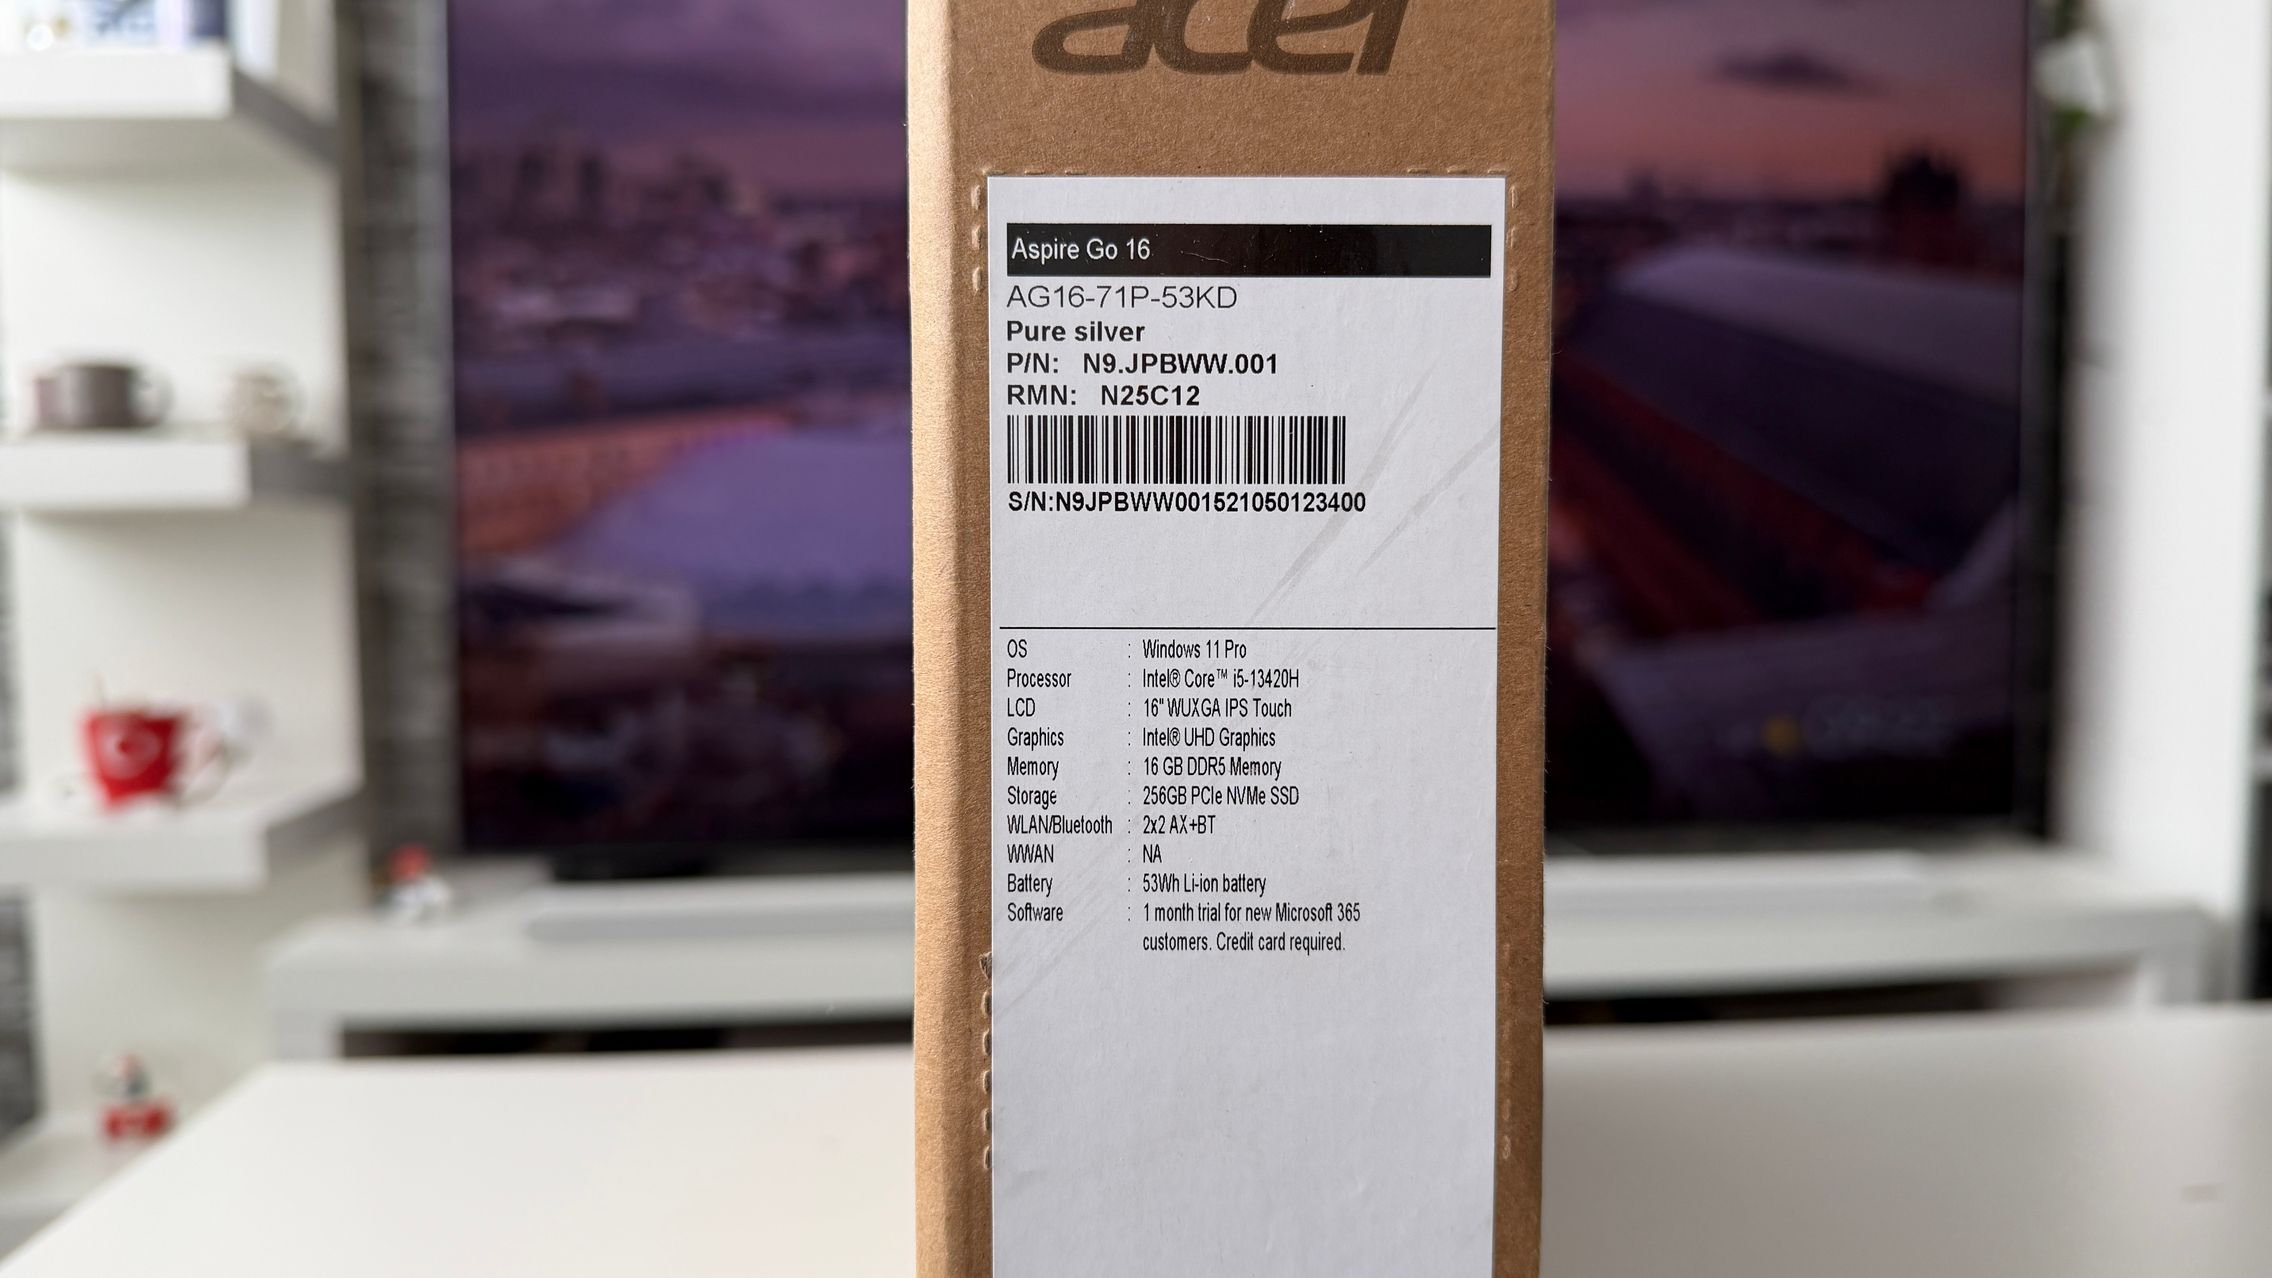 acer
Aspire Go 16
AG16-71P-53KD
Pure silver
P/N: N9.JPBWW.001
RMN: N25C12
S/N:N9JPBWW001521050123400
OS : Windows 11 Pro
Processor : Intel® Core™ i5-13420H
LCD : 16" WUXGA IPS Touch
Graphics : Intel® UHD Graphics
Memory : 16 GB DDR5 Memory
Storage : 256GB PCIe NVMe SSD
WLAN/Bluetooth : 2x2 AX+BT
WWAN : NA
Battery : 53Wh Li-ion battery
Software : 1 month trial for new Microsoft 365
customers. Credit card required.